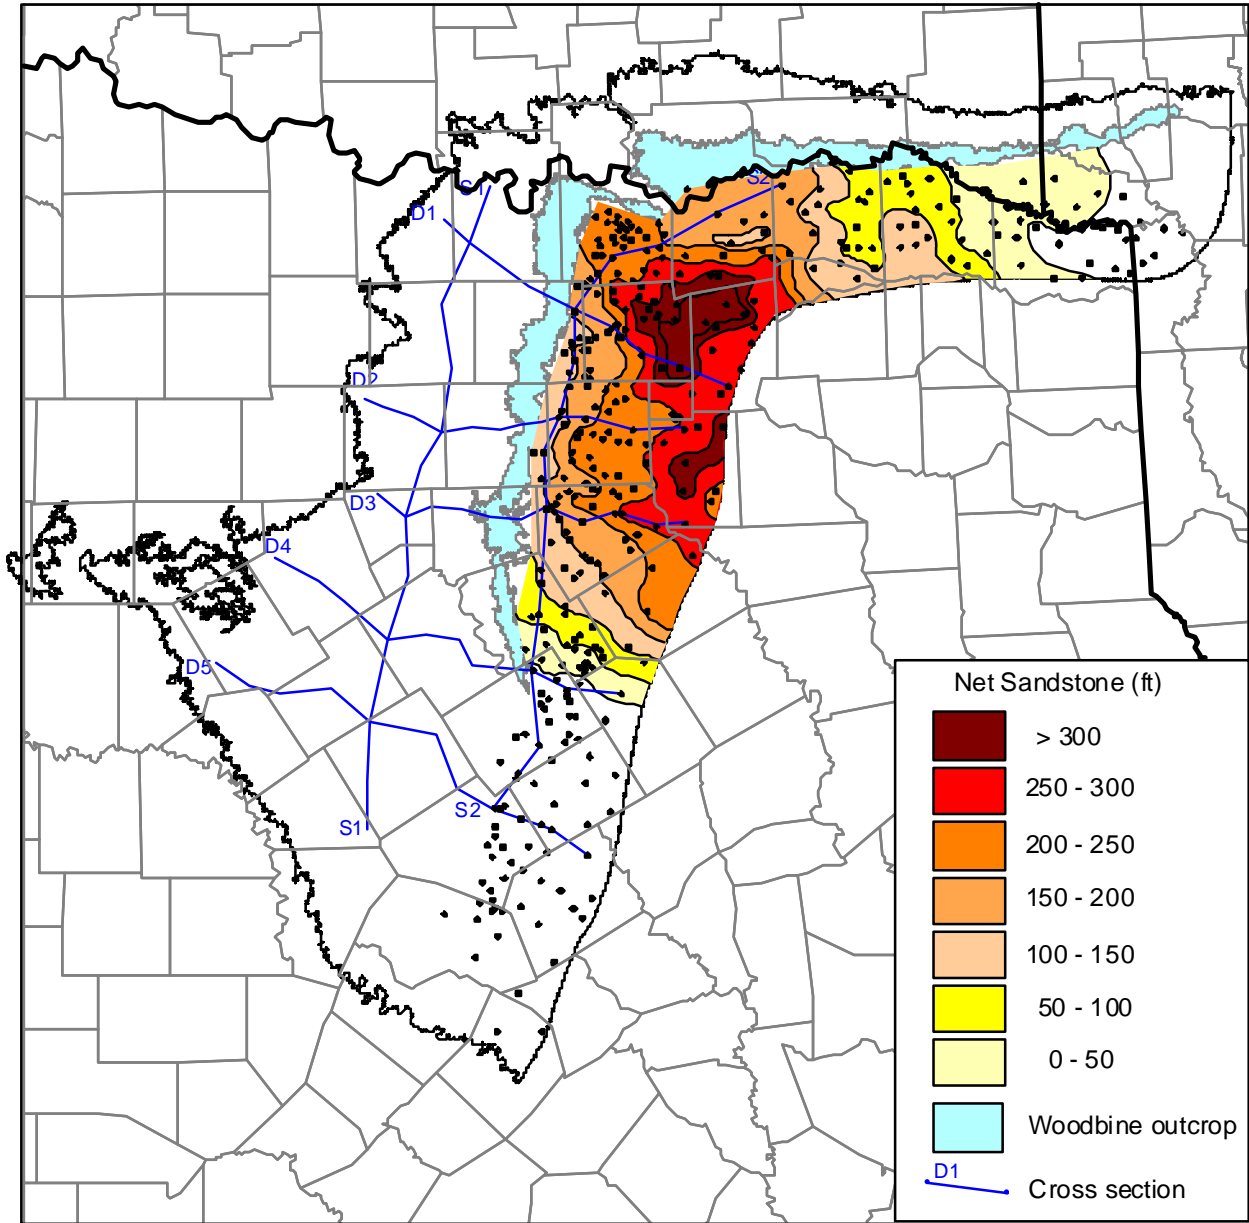 S1
S2
D1
D2
D3
D4
D5
S1
S2
Net Sandstone (ft)
> 300
250 - 300
200 - 250
150 - 200
100 - 150
50 - 100
0 - 50
Woodbine outcrop
D1
Cross section